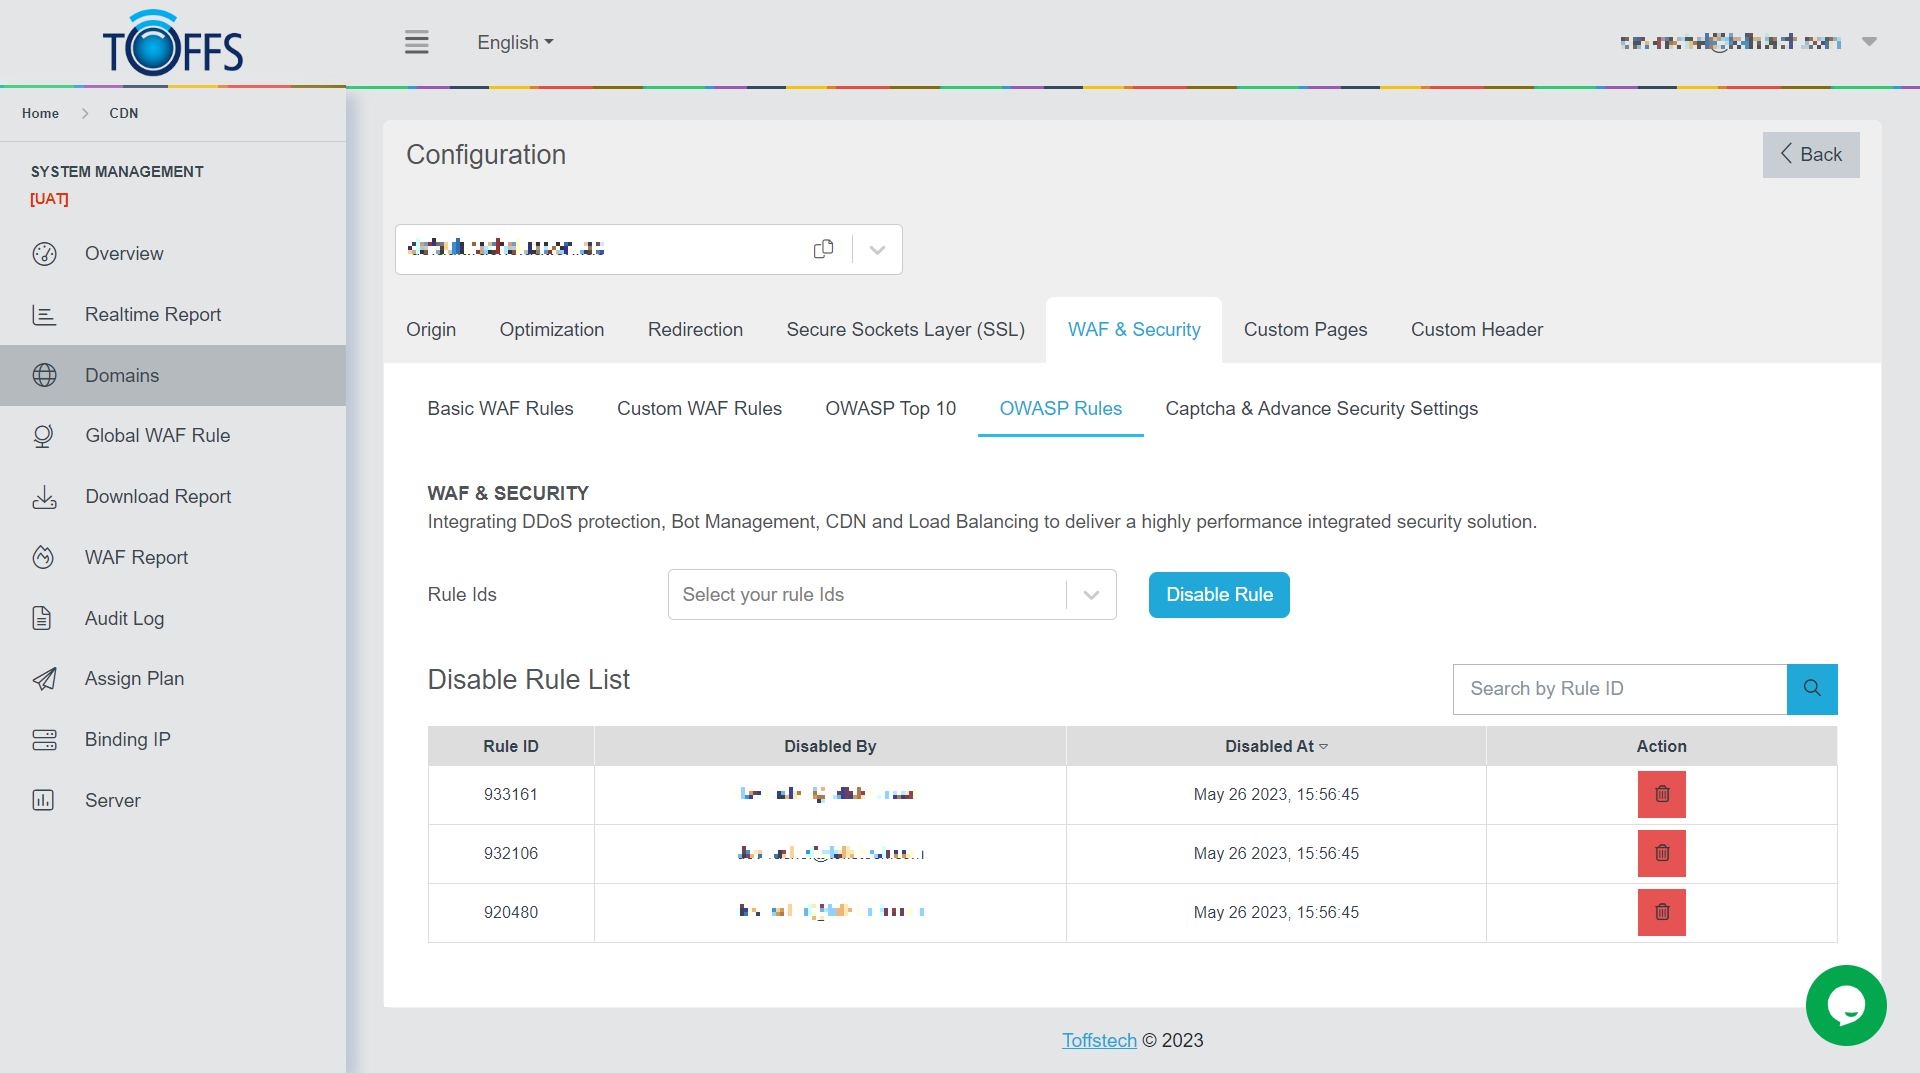 TOFFS
English
Home > CDN
SYSTEM MANAGEMENT
[UAT]
Overview
Realtime Report
Domains
Global WAF Rule
Download Report
WAF Report
Audit Log
Assign Plan
Binding IP
Server
Configuration
Back
Origin Optimization Redirection Secure Sockets Layer (SSL) WAF & Security Custom Pages Custom Header
Basic WAF Rules Custom WAF Rules OWASP Top 10 OWASP Rules Captcha & Advance Security Settings
WAF & SECURITY
Integrating DDoS protection, Bot Management, CDN and Load Balancing to deliver a highly performance integrated security solution.
Rule Ids Select your rule Ids Disable Rule
Disable Rule List Search by Rule ID
Rule ID Disabled By Disabled At Action
933161 May 26 2023, 15:56:45
932106 May 26 2023, 15:56:45
920480 May 26 2023, 15:56:45
Toffstech © 2023